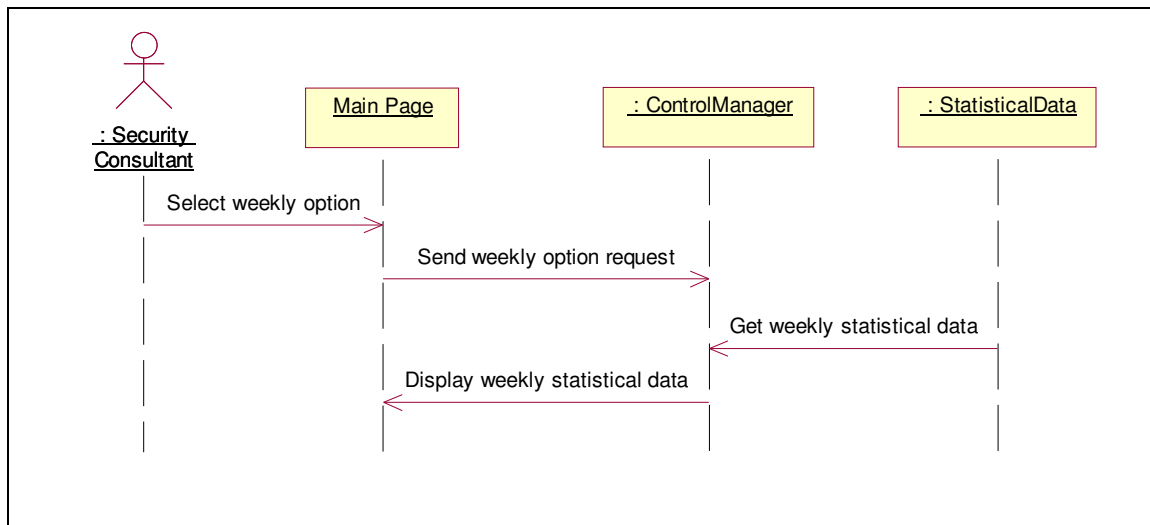 Main Page
: ControlManager
: StatisticalData
: Security
Consultant
Select weekly option
Send weekly option request
Get weekly statistical data
Display weekly statistical data